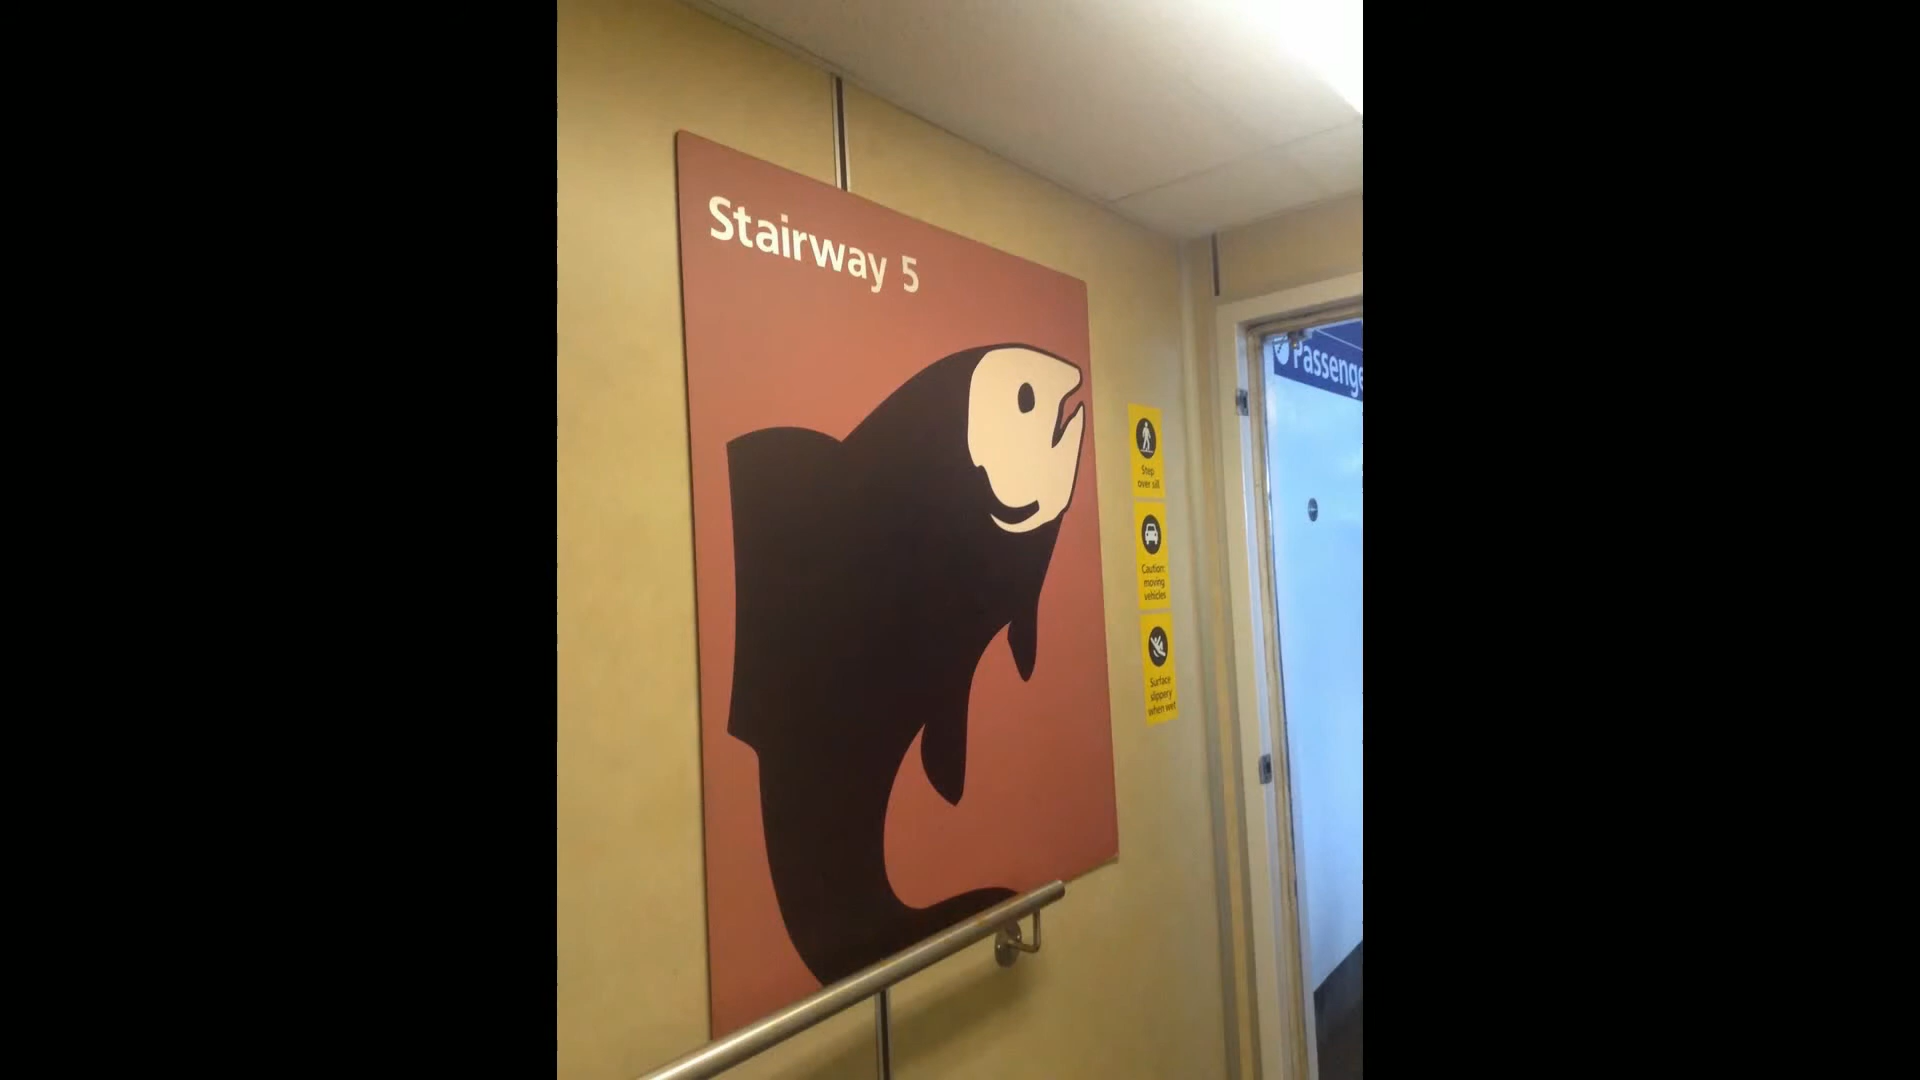 Stairway 5
Step
over sill
Caution:
moving
vehicles
Surface
slippery
when wet
Passenge